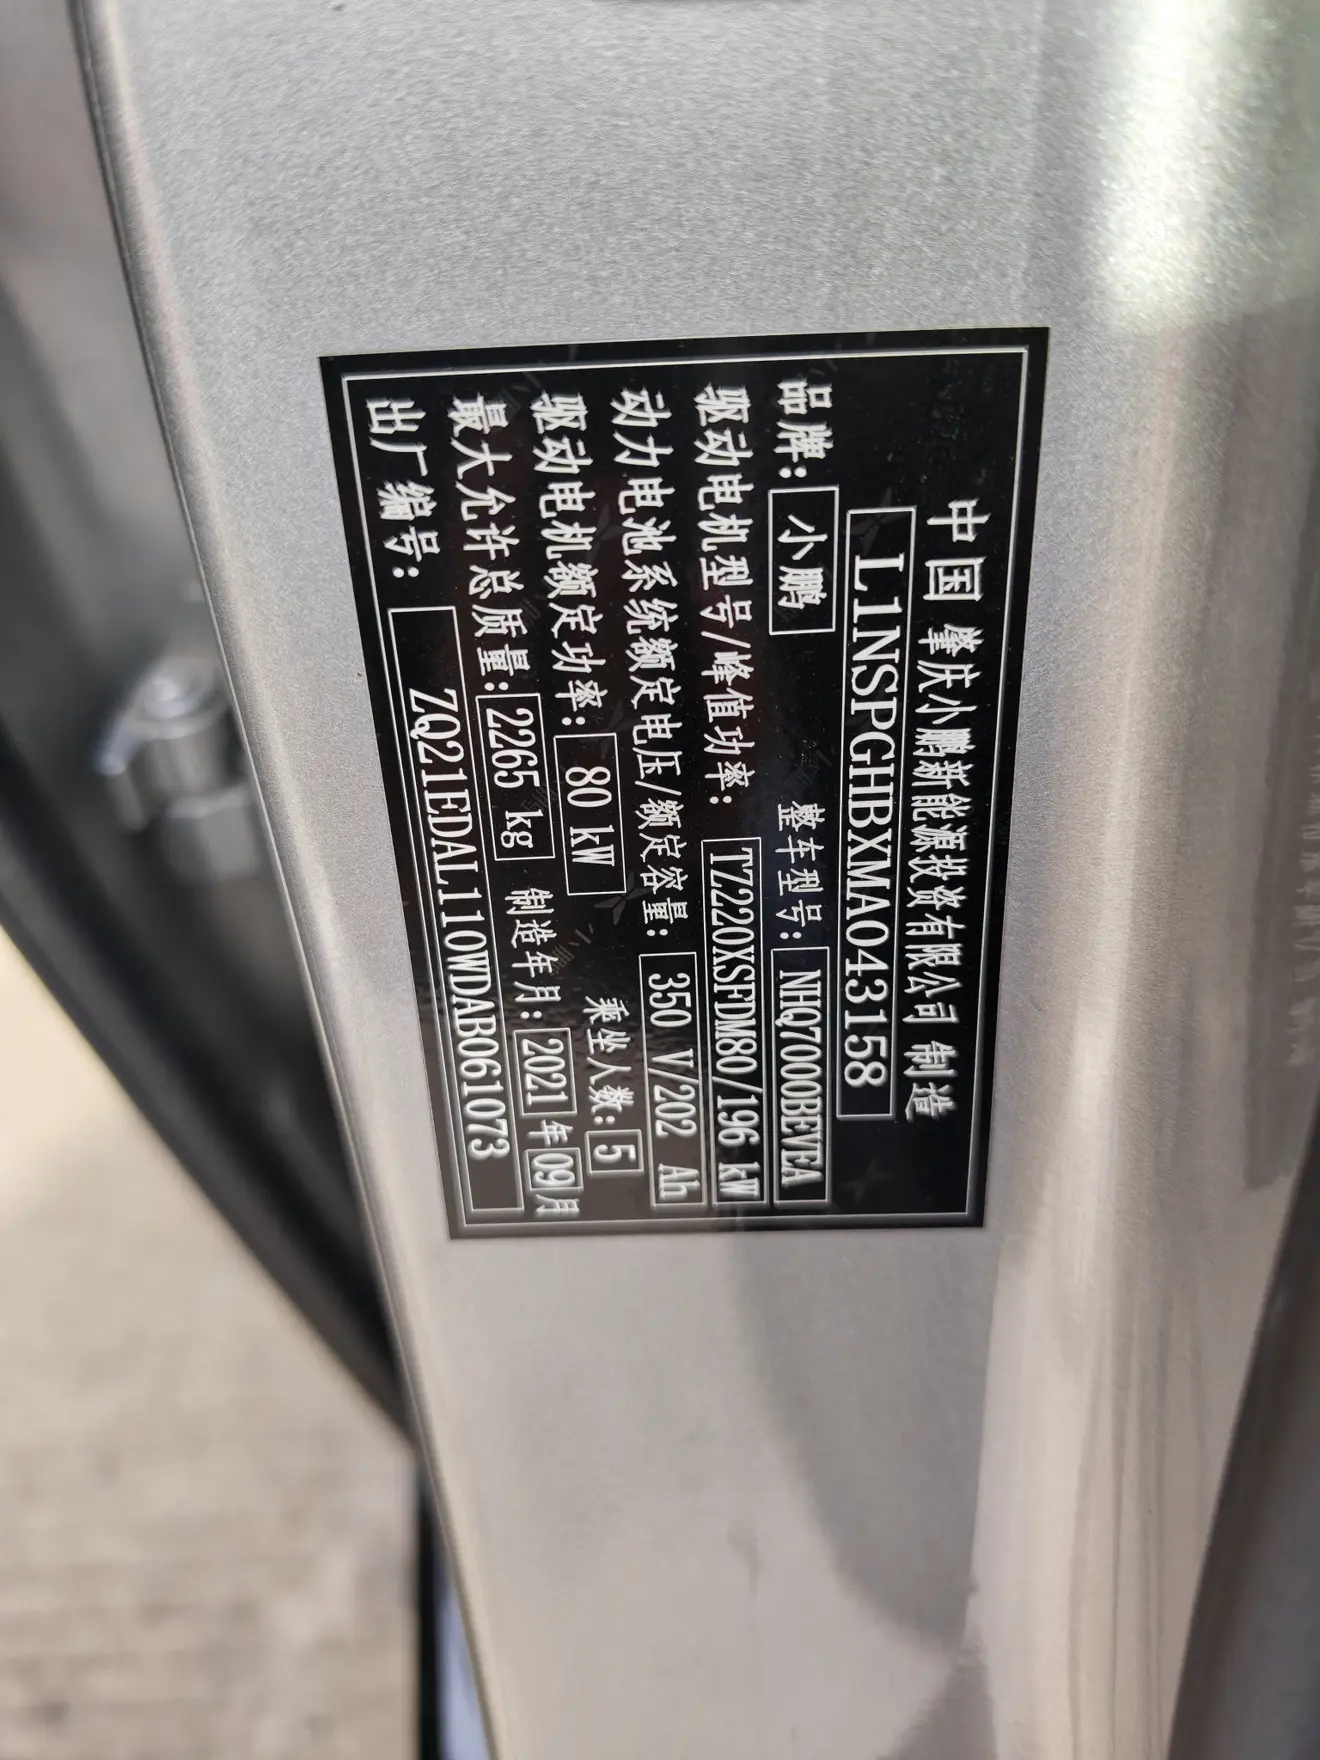 中国 肇庆小鹏新能源投资有限公司 制造
L1NSPGHBXMA043158
品牌: 小鹏 整车型号: NHQ7000BEVEA
驱动电机型号/峰值功率: TZ220XSFDM80/196 kW
动力电池系统额定电压/额定容量: 350 V/202 Ah
驱动电机额定功率: 80 kW 乘坐人数: 5
最大允许总质量: 2265 kg 制造年月: 2021 年 09 月
出厂编号: ZQ21EDAL110WDAB061073